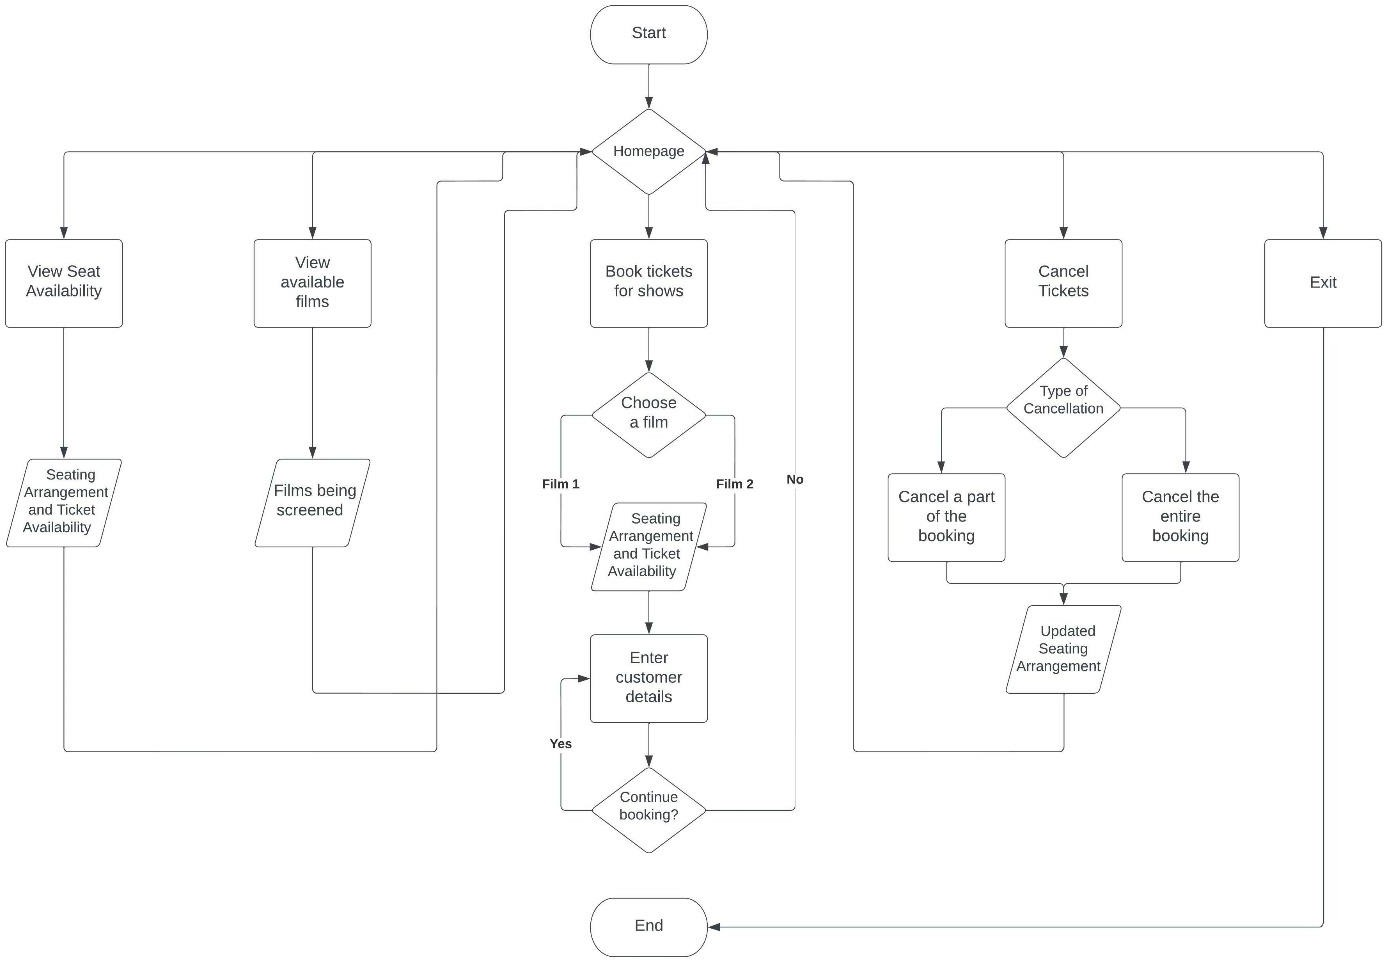 Start
Homepage
View Seat
Availability
View
available
films
Book tickets
for shows
Cancel
Tickets
Exit
Choose
a film
Type of
Cancellation
Film 1
Film 2
No
Seating
Arrangement
and Ticket
Availability
Films being
screened
Seating
Arrangement
and Ticket
Availability
Cancel a part
of the
booking
Cancel the
entire
booking
Updated
Seating
Arrangement
Enter
customer
details
Yes
Continue
booking?
End